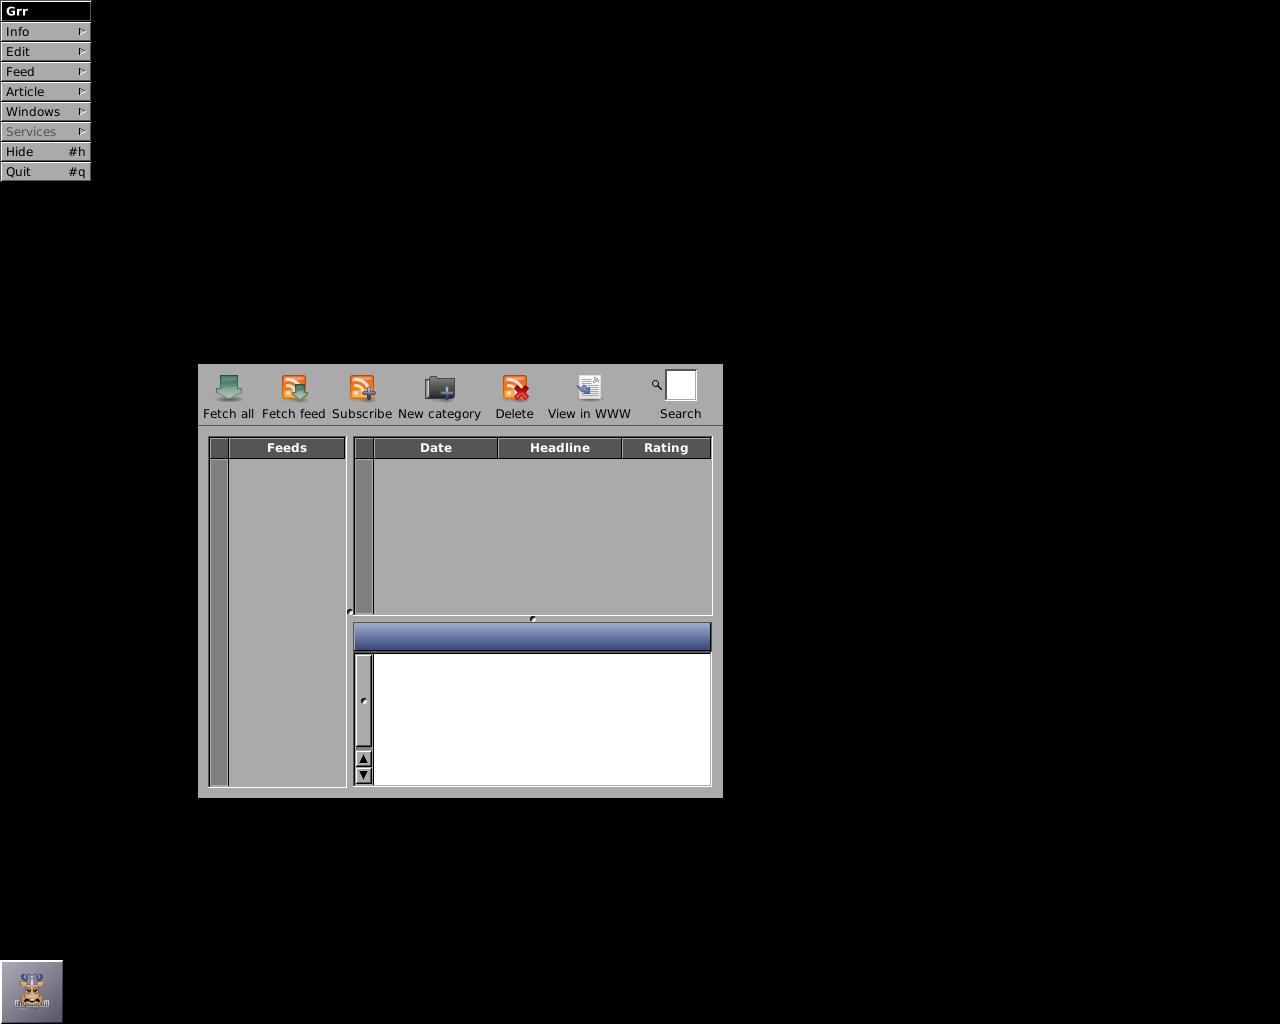 Grr
Info
Edit
Feed
Article
Windows
Services
Hide #h
Quit #q
Fetch all Fetch feed Subscribe New category Delete View in WWW Search
Feeds Date Headline Rating